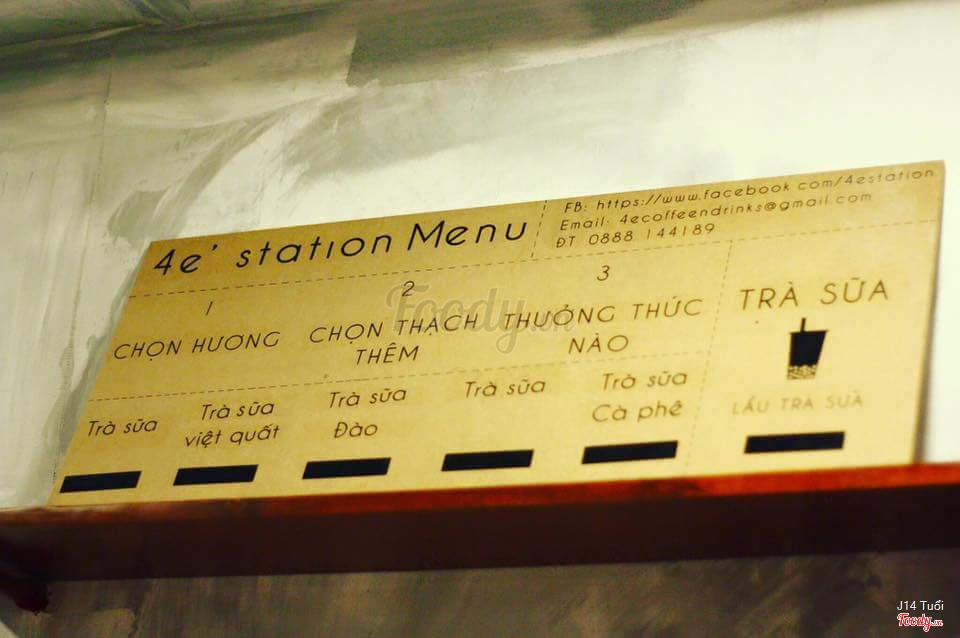 4e' station Menu
FB: https://www.facebook.com/4estation
Email: 4ecoffeendrinks@gmail.com
ĐT 0888 144189
1
CHỌN HƯƠNG
2
CHỌN THẠCH
THÊM
3
THƯỞNG THỨC
NÀO
TRÀ SỮA
LẨU TRÀ SỮA
Trà sữa
Trà sữa
việt quất
Trà sữa
Đào
Trà sữa
Trà sữa
Cà phê
Foody.vn
J14 Tuổi
Foody.vn